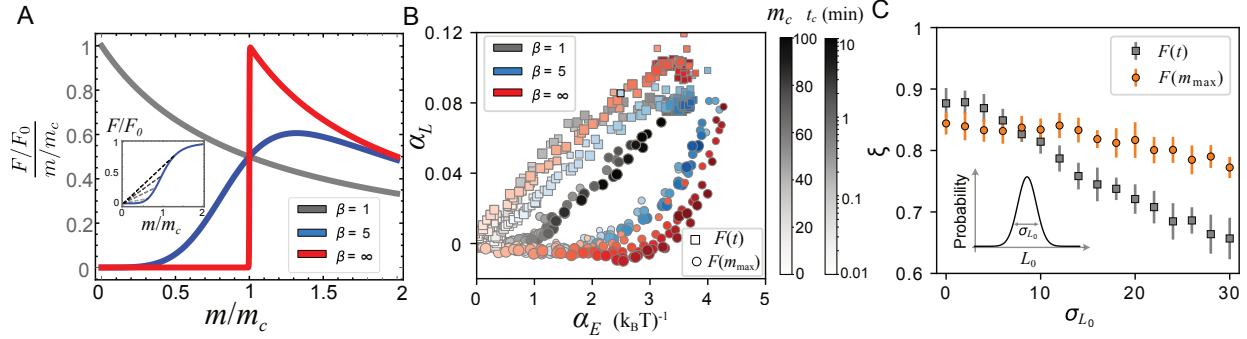 A
F/F₀
m/m_c
1
0.8
0.6
0.4
0.2
0
0
0.5
1
1.5
2
m/m_c
F/F₀
1
0.5
0
0
1
2
m/m_c
β = 1
β = 5
β = ∞
B
α_L
0.12
0.08
0.04
0
0
1
2
3
4
5
α_E (k_BT)⁻¹
β = 1
β = 5
β = ∞
F(t)
F(m_max)
m_c t_c (min)
100
80
60
40
20
0
10
1
0.1
0.01
C
ξ
1
0.9
0.8
0.7
0.6
0
10
20
30
σ_L₀
F(t)
F(m_max)
Probability
σ_L₀
L₀